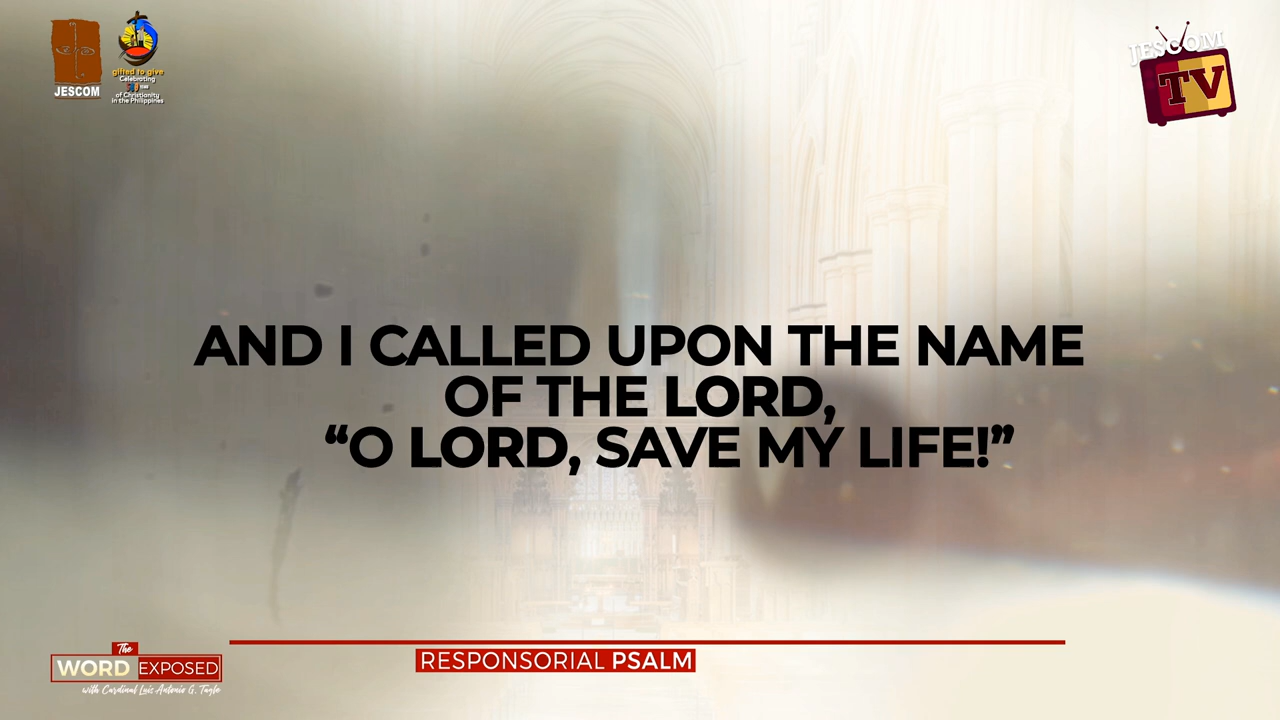 JESCOM
gifted to give
Celebrating
of Christianity
in the Philippines
JESCOM
TV
AND I CALLED UPON THE NAME
OF THE LORD,
“O LORD, SAVE MY LIFE!”
RESPONSORIAL PSALM
The
WORD EXPOSED
with Cardinal Luis Antonio G. Tagle